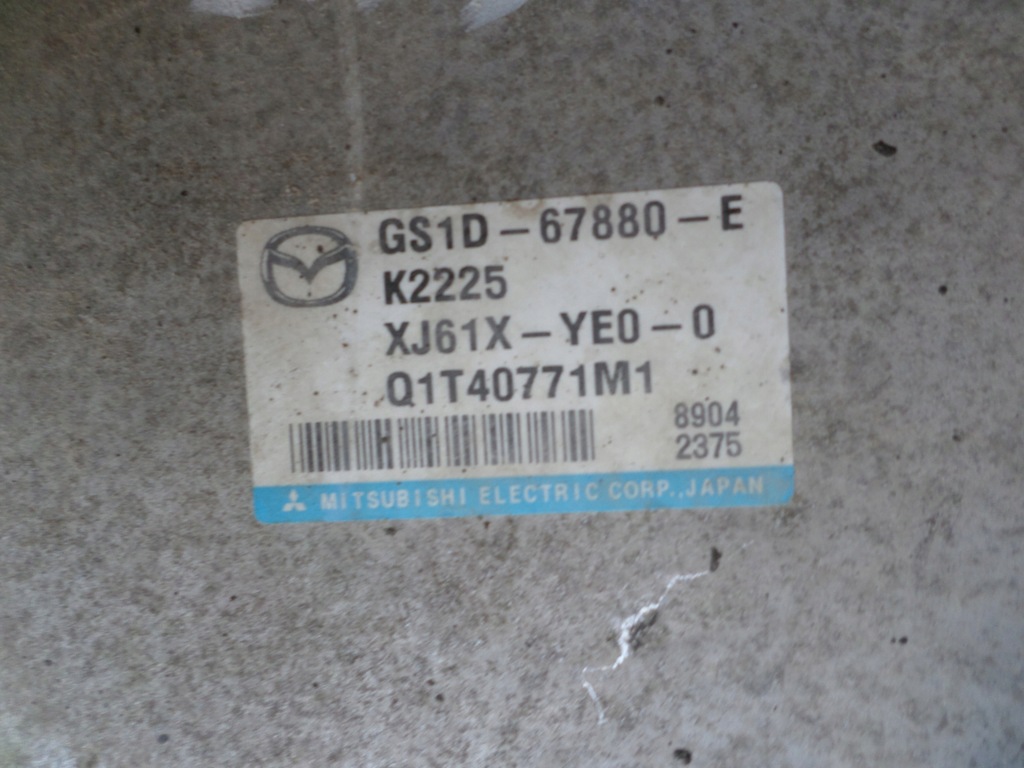 GS1D-67880-E
K2225
XJ61X-YE0-0
Q1T40771M1
8904
2375
MITSUBISHI ELECTRIC CORP., JAPAN